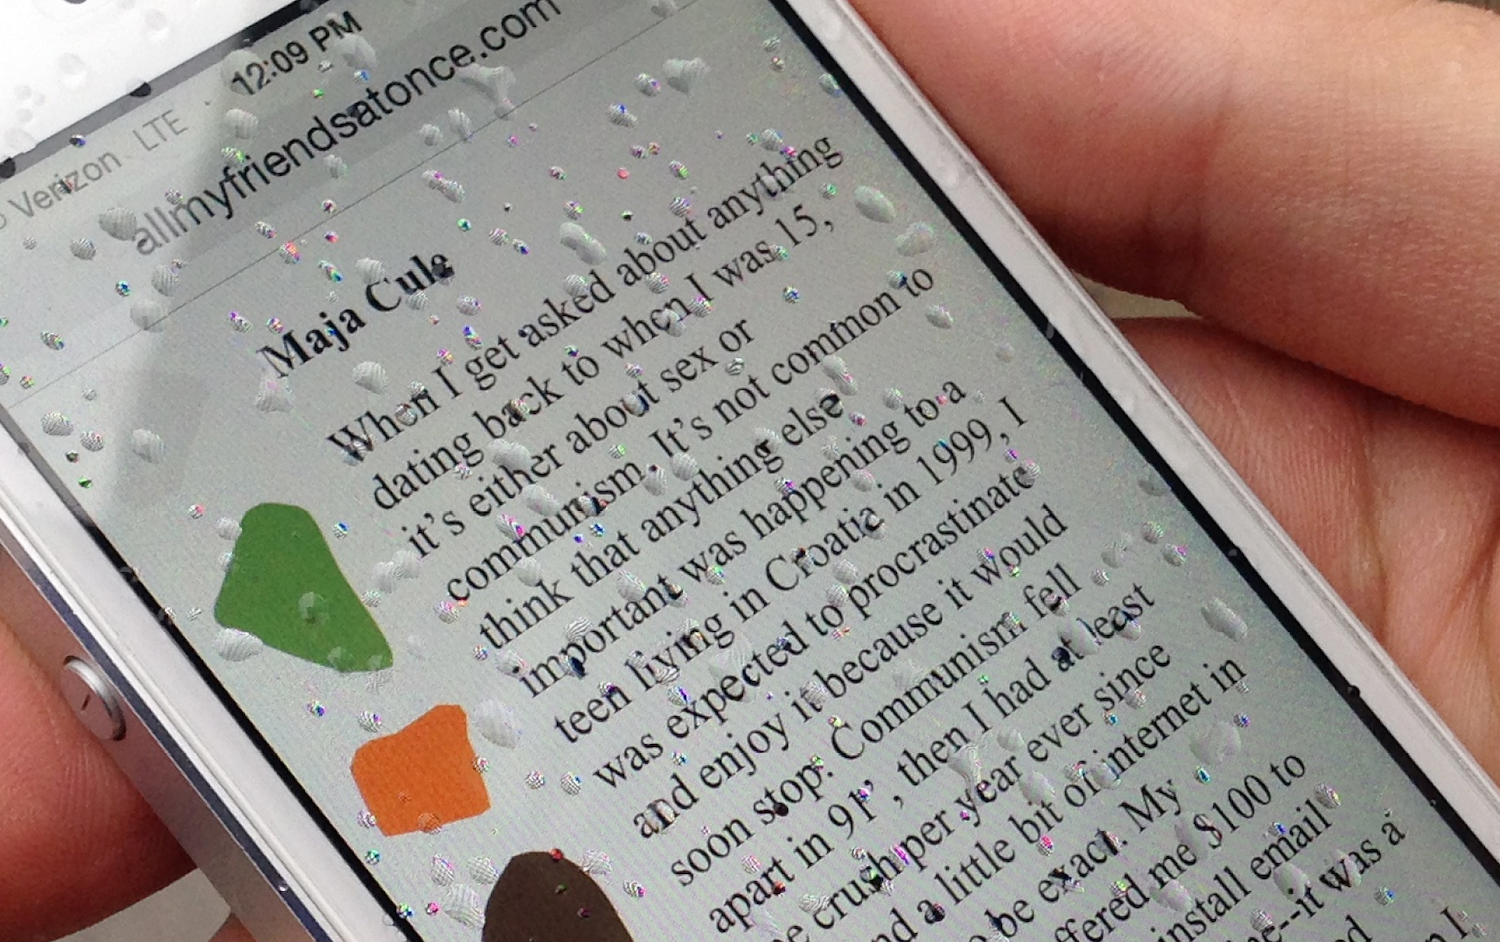 Verizon LTE 12:09 PM
allmyfriendsatonce.com
Maja Cule
When I get asked about anything
dating back to when I was 15,
it's either about sex or
communism. It's not common to
think that anything else
important was happening to a
teen living in Croatia in 1999, I
was expected to procrastinate
and enjoy it because it would
soon stop. Communism fell
apart in 91', then I had at least
crush per year ever since
a little bit of internet in
be exact. My
$100 to
install email
it was a
I